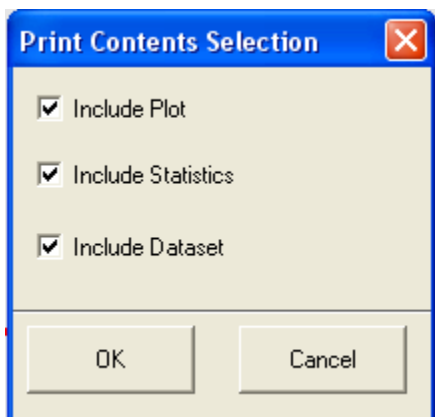 Print Contents Selection
Include Plot
Include Statistics
Include Dataset
OK Cancel